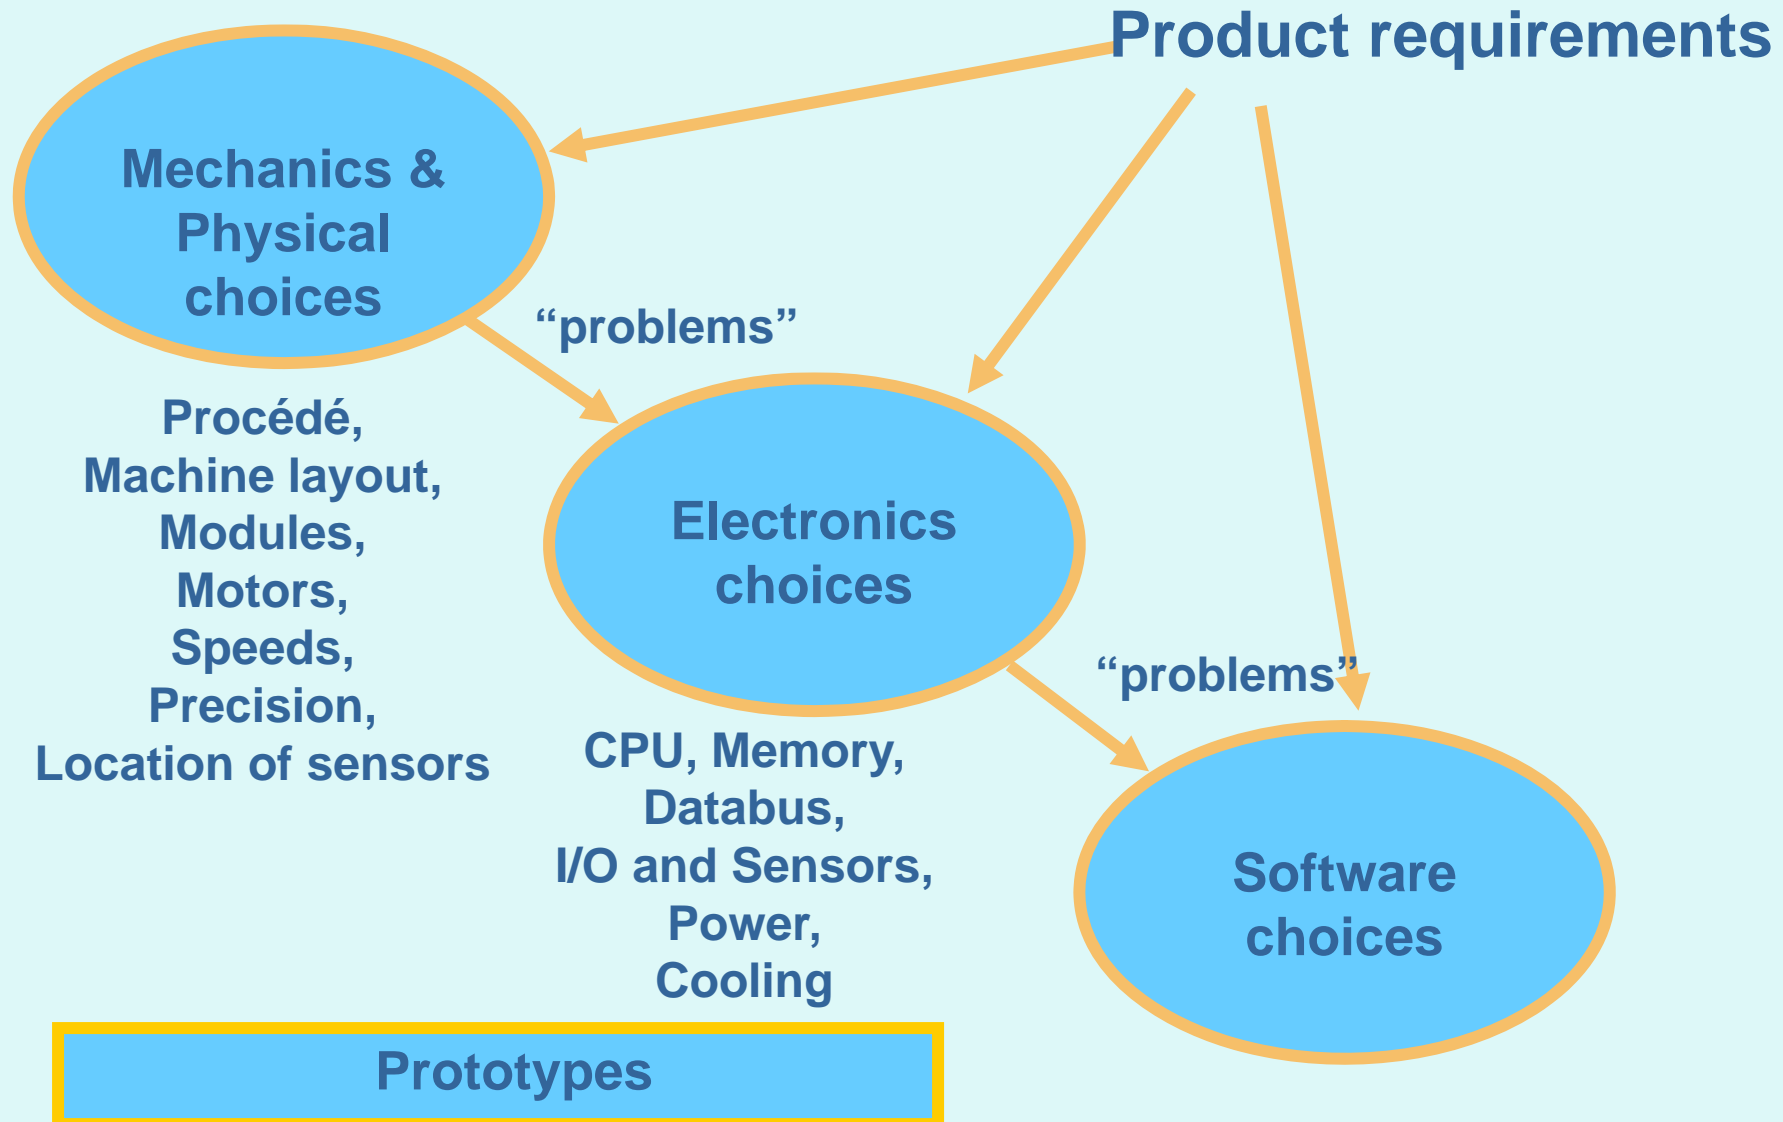 Product requirements
Mechanics &
Physical
choices
“problems”
Procédé,
Machine layout,
Modules,
Motors,
Speeds,
Precision,
Location of sensors
Electronics
choices
“problems”
CPU, Memory,
Databus,
I/O and Sensors,
Power,
Cooling
Software
choices
Prototypes